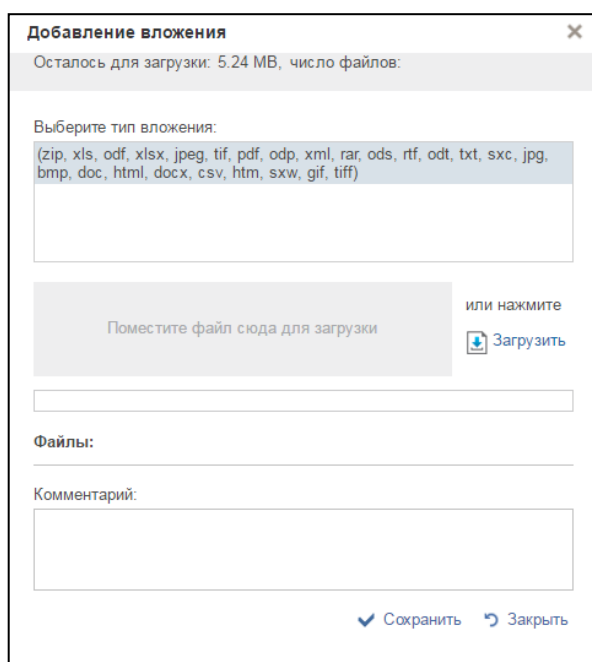 Добавление вложения
Осталось для загрузки: 5.24 MB, число файлов:
Выберите тип вложения:
(zip, xls, odf, xlsx, jpeg, tif, pdf, odp, xml, rar, ods, rtf, odt, txt, sxc, jpg,
bmp, doc, html, docx, csv, htm, sxw, gif, tiff)
Поместите файл сюда для загрузки
или нажмите
Загрузить
Файлы:
Комментарий:
Сохранить Закрыть